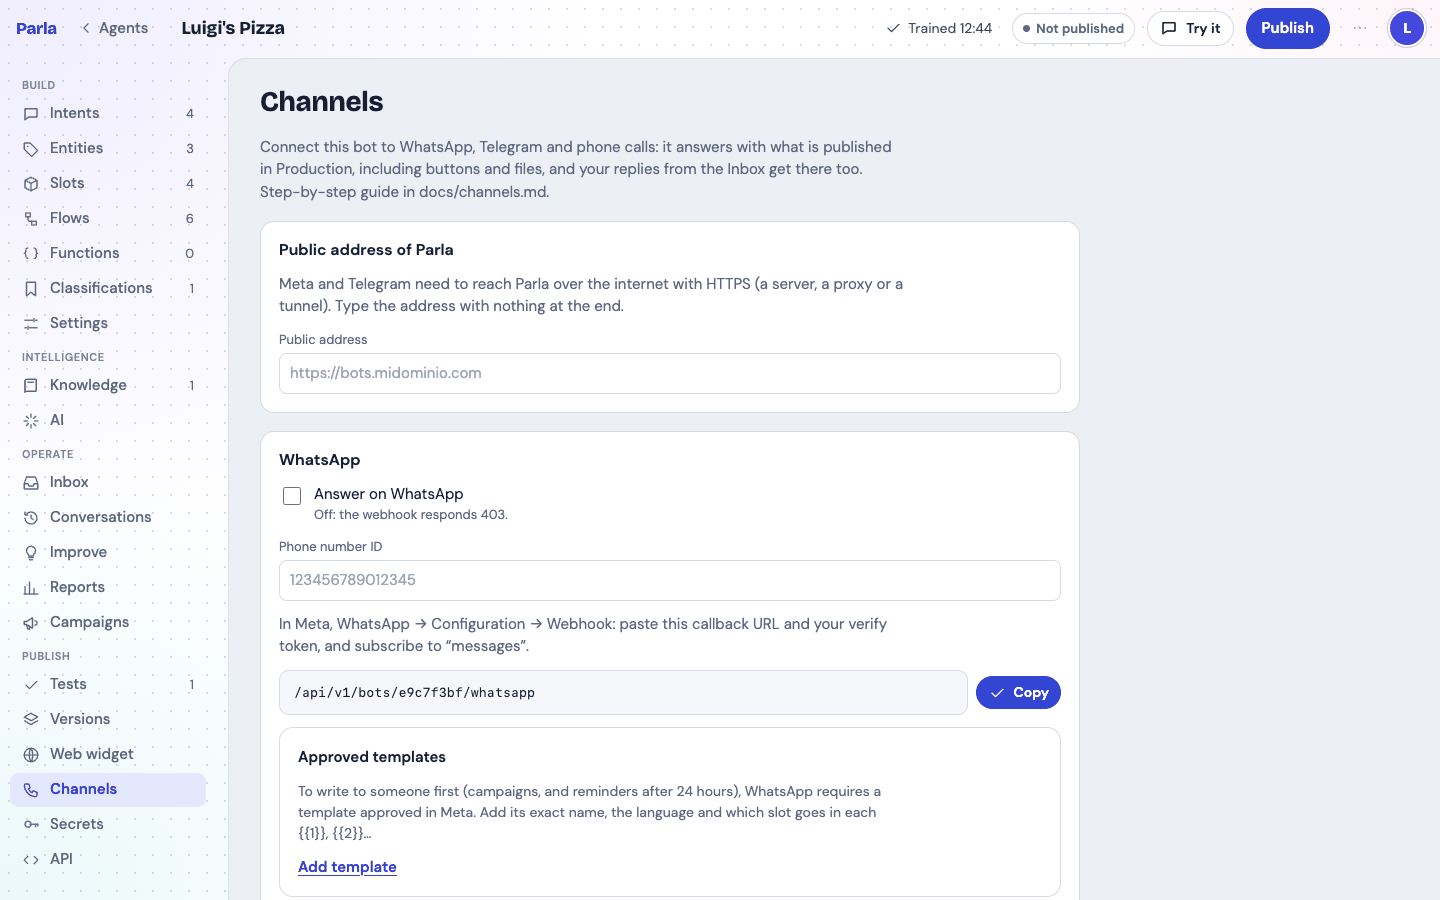 Parla
Agents
Luigi's Pizza
Trained 12:44
Not published
Try it
Publish
L
BUILD
Intents 4
Entities 3
Slots 4
Flows 6
Functions 0
Classifications 1
Settings
INTELLIGENCE
Knowledge 1
AI
OPERATE
Inbox
Conversations
Improve
Reports
Campaigns
PUBLISH
Tests 1
Versions
Web widget
Channels
Secrets
API
Channels
Connect this bot to WhatsApp, Telegram and phone calls: it answers with what is published
in Production, including buttons and files, and your replies from the Inbox get there too.
Step-by-step guide in docs/channels.md.
Public address of Parla
Meta and Telegram need to reach Parla over the internet with HTTPS (a server, a proxy or a
tunnel). Type the address with nothing at the end.
Public address
https://bots.midominio.com
WhatsApp
Answer on WhatsApp
Off: the webhook responds 403.
Phone number ID
123456789012345
In Meta, WhatsApp → Configuration → Webhook: paste this callback URL and your verify
token, and subscribe to “messages”.
/api/v1/bots/e9c7f3bf/whatsapp
Copy
Approved templates
To write to someone first (campaigns, and reminders after 24 hours), WhatsApp requires a
template approved in Meta. Add its exact name, the language and which slot goes in each
{{1}}, {{2}}…
Add template